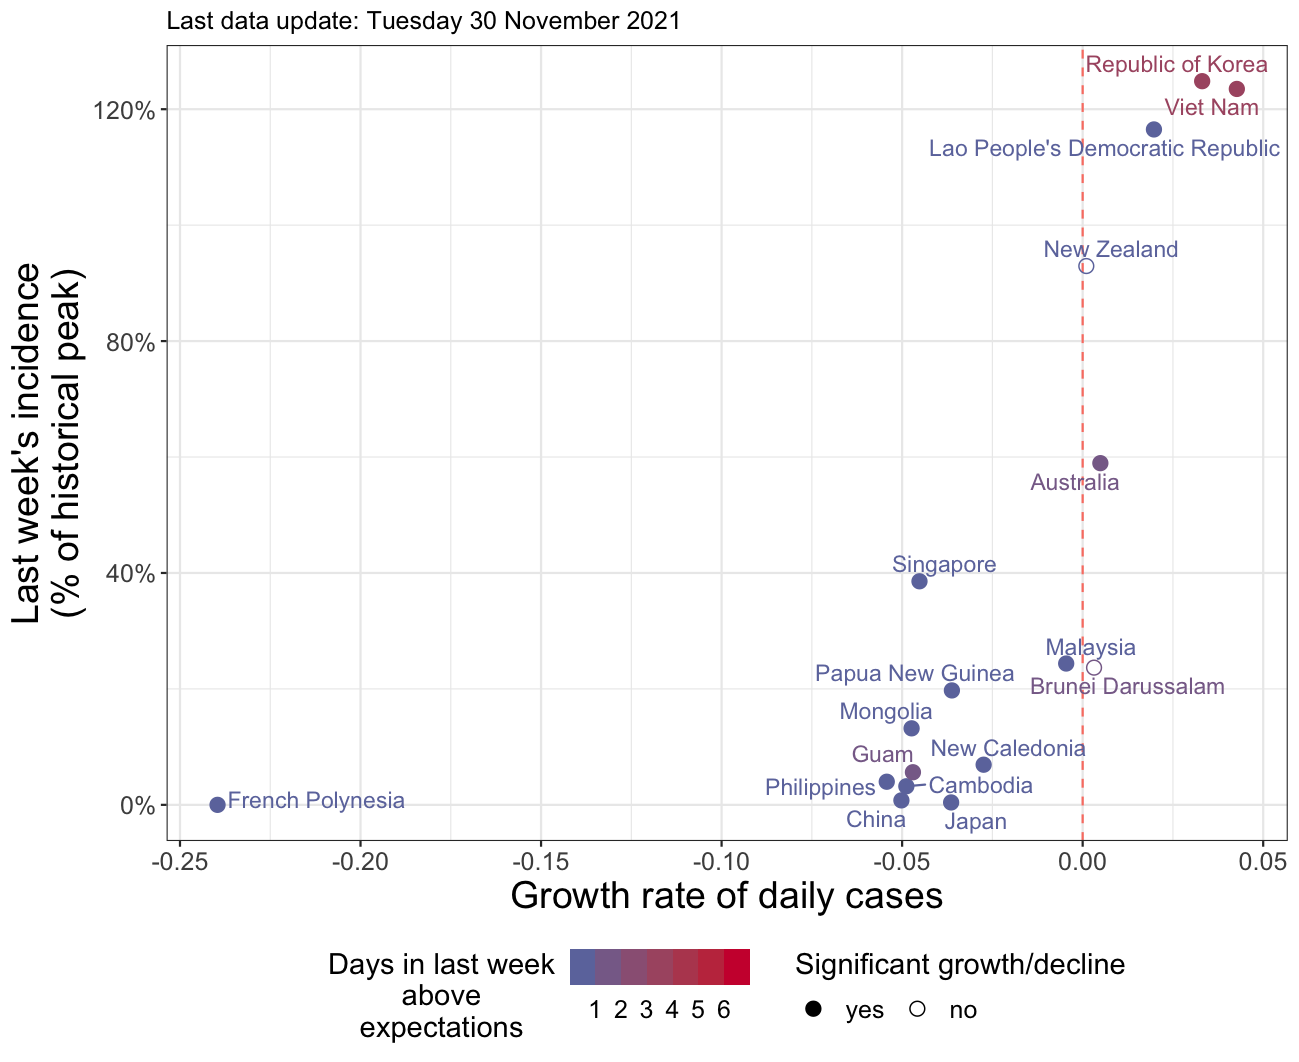 Last data update: Tuesday 30 November 2021
Last week's incidence
(% of historical peak)
120%
80%
40%
0%
Republic of Korea
Viet Nam
Lao People's Democratic Republic
New Zealand
Australia
Singapore
Malaysia
Papua New Guinea
Brunei Darussalam
Mongolia
New Caledonia
Guam
Philippines
Cambodia
French Polynesia
China
Japan
-0.25 -0.20 -0.15 -0.10 -0.05 0.00 0.05
Growth rate of daily cases
Days in last week
above
expectations
1 2 3 4 5 6
Significant growth/decline
yes no